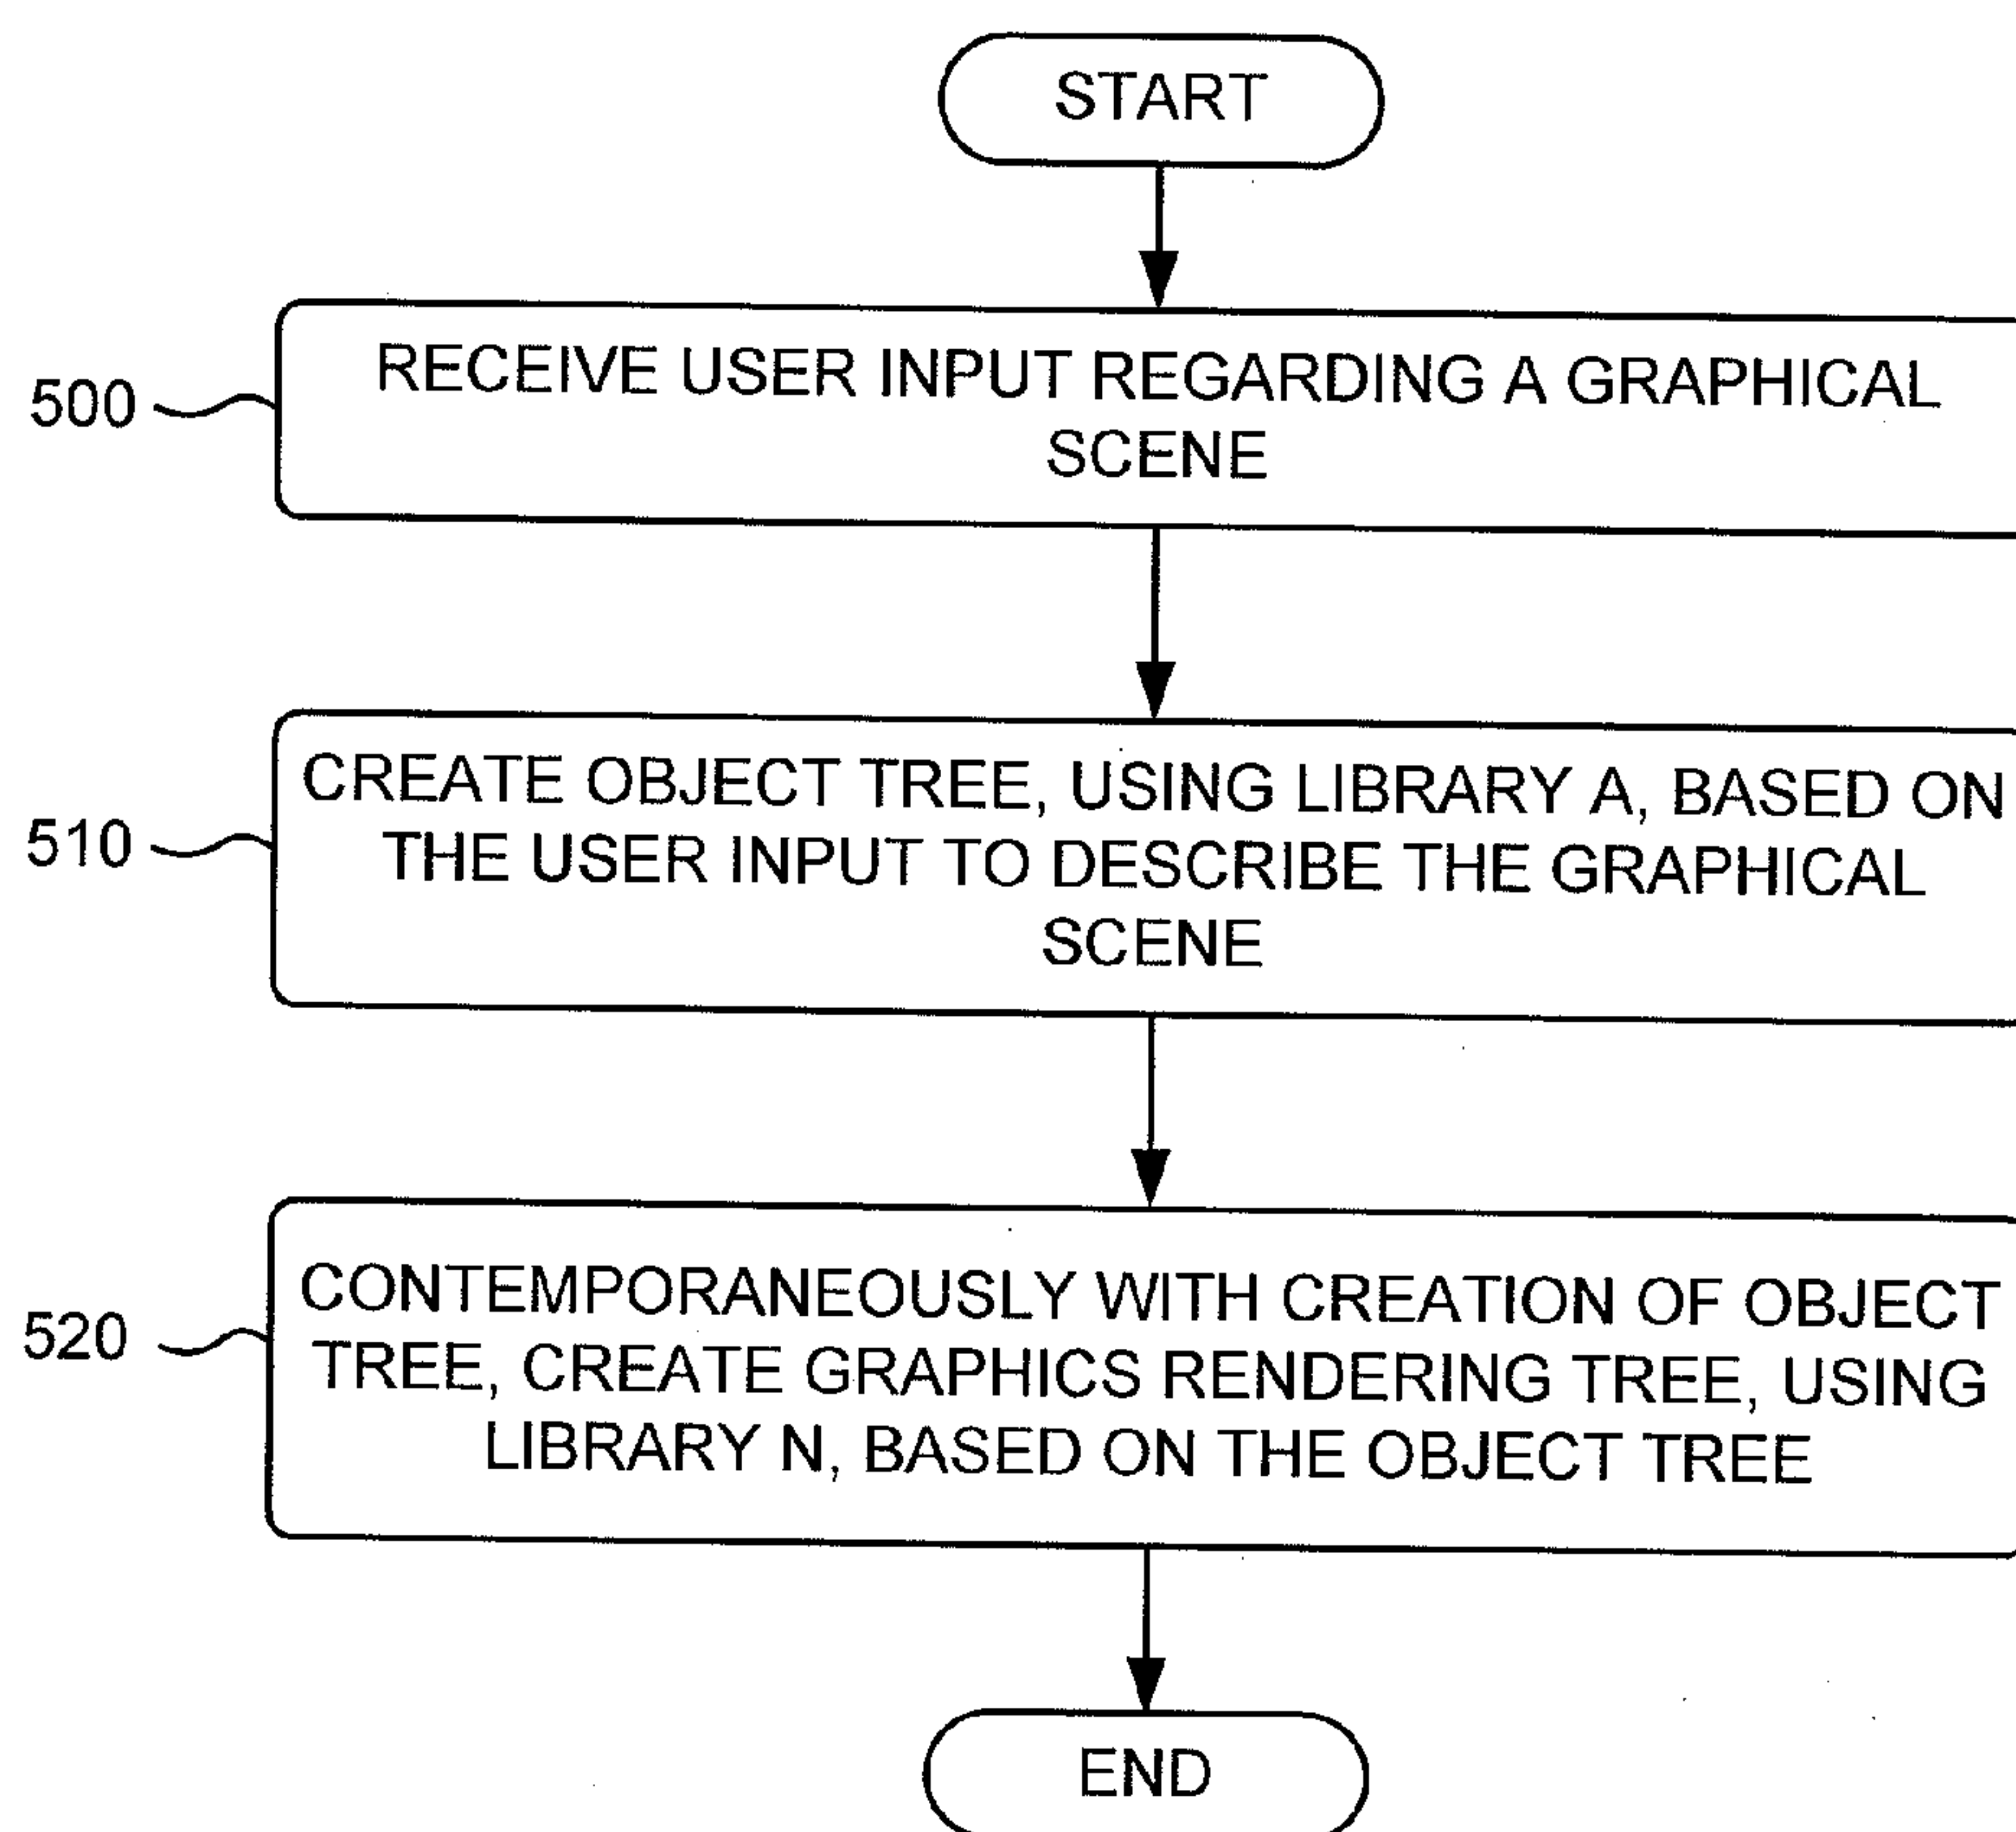 START
500
RECEIVE USER INPUT REGARDING A GRAPHICAL
SCENE
510
CREATE OBJECT TREE, USING LIBRARY A, BASED ON
THE USER INPUT TO DESCRIBE THE GRAPHICAL
SCENE
520
CONTEMPORANEOUSLY WITH CREATION OF OBJECT
TREE, CREATE GRAPHICS RENDERING TREE, USING
LIBRARY N, BASED ON THE OBJECT TREE
END